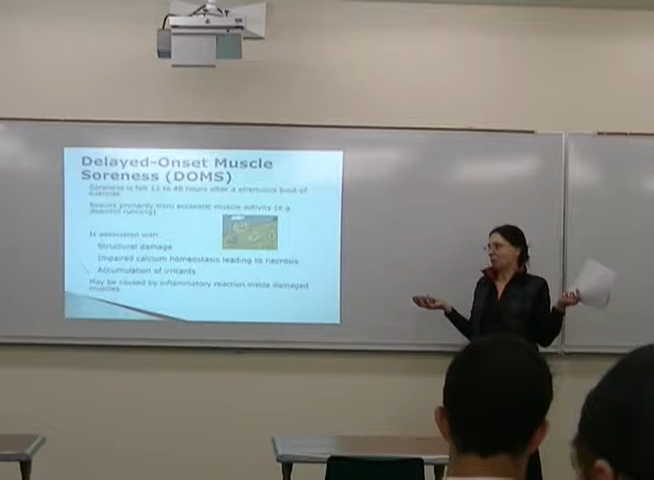 Delayed-Onset Muscle
Soreness (DOMS)
Soreness is felt 12 to 48 hours after a strenuous bout of
exercise
Results primarily from eccentric muscle activity (e.g
downhill running)
Is associated with:
Structural damage
Impaired calcium homeostasis leading to necrosis
Accumulation of irritants
May be caused by inflammatory reaction inside damaged
muscles